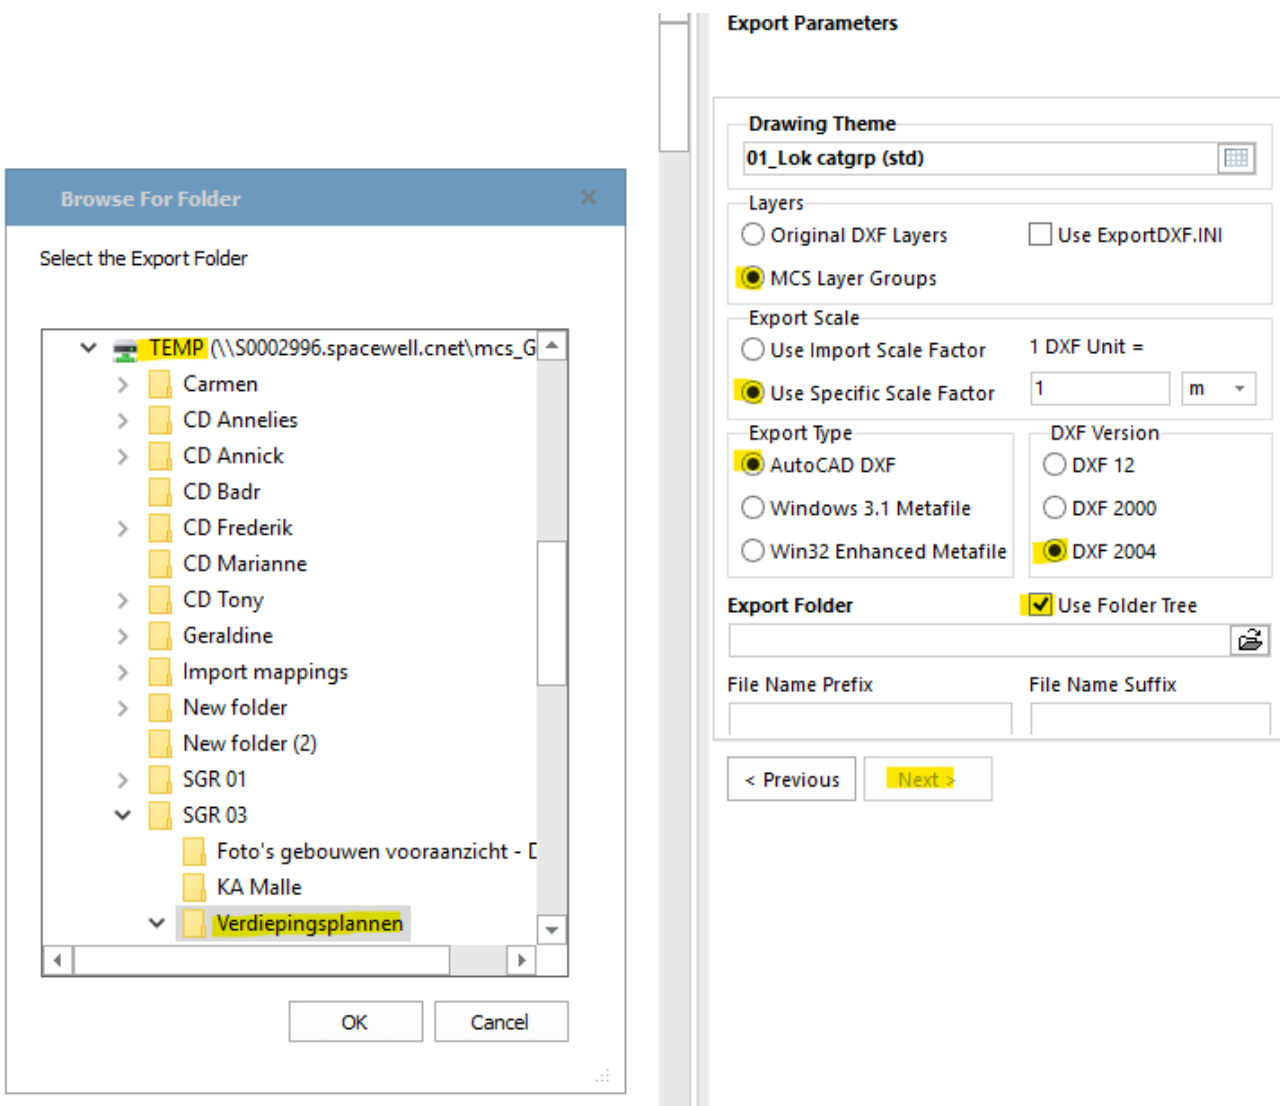 Browse For Folder
Select the Export Folder
TEMP (\\S0002996.spacewell.cnet\mcs_G
Carmen
CD Annelies
CD Annick
CD Badr
CD Frederik
CD Marianne
CD Tony
Geraldine
Import mappings
New folder
New folder (2)
SGR 01
SGR 03
Foto's gebouwen vooraanzicht - D
KA Malle
Verdiepingsplannen
OK Cancel
Export Parameters
Drawing Theme
01_Lok catgrp (std)
Layers
Original DXF Layers Use ExportDXF.INI
MCS Layer Groups
Export Scale
Use Import Scale Factor 1 DXF Unit =
Use Specific Scale Factor 1 m
Export Type DXF Version
AutoCAD DXF DXF 12
Windows 3.1 Metafile DXF 2000
Win32 Enhanced Metafile DXF 2004
Export Folder Use Folder Tree
File Name Prefix File Name Suffix
< Previous Next >